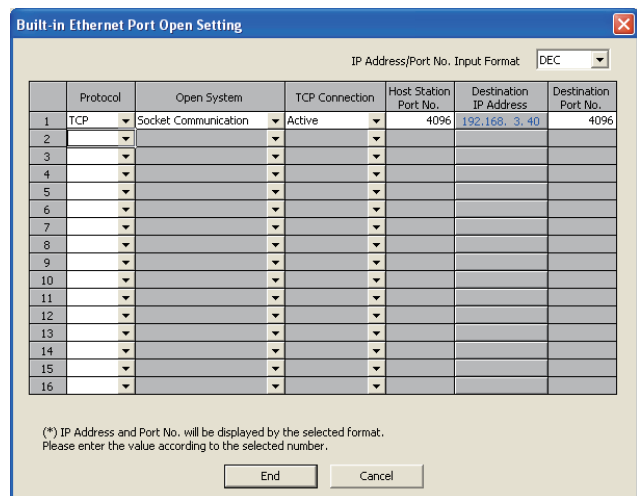 Built-in Ethernet Port Open Setting
IP Address/Port No. Input Format DEC
Protocol Open System TCP Connection Host Station Port No. Destination IP Address Destination Port No.
1 TCP Socket Communication Active 4096 192.168. 3. 40 4096
2
3
4
5
6
7
8
9
10
11
12
13
14
15
16
(*) IP Address and Port No. will be displayed by the selected format.
Please enter the value according to the selected number.
End Cancel